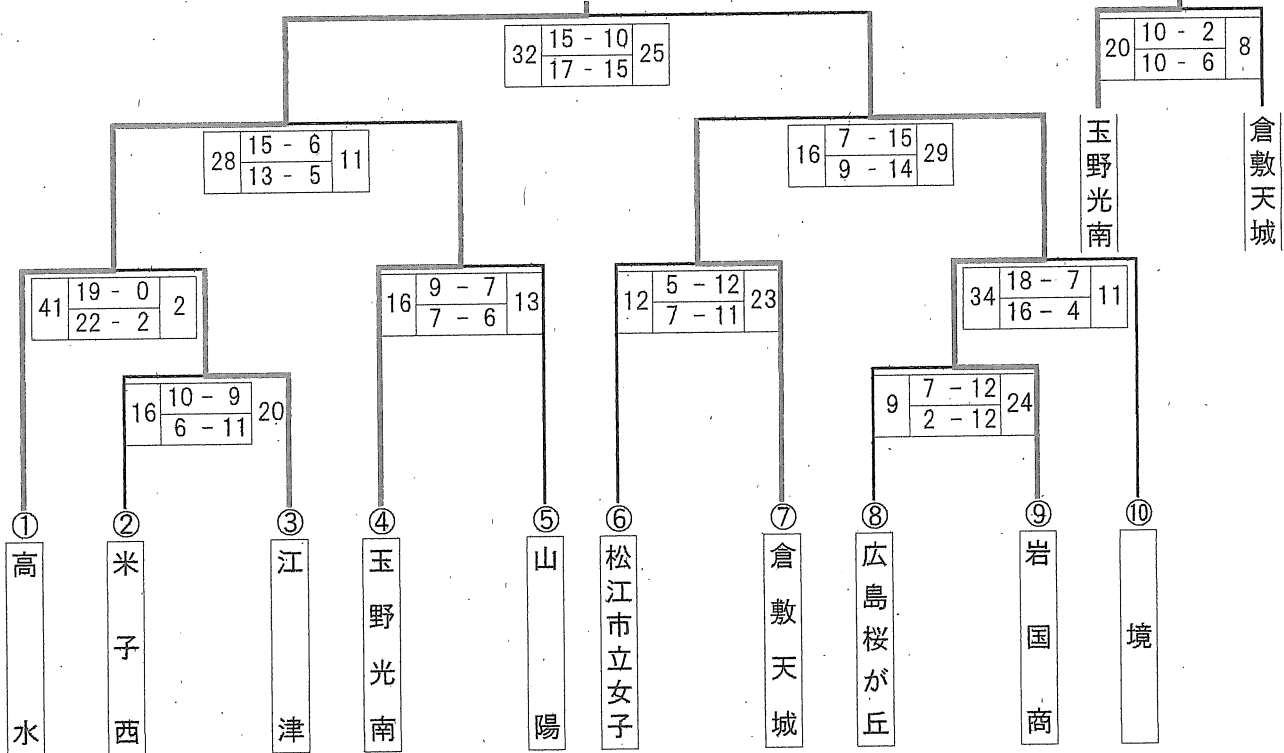 32 15 - 10 25
17 - 15
20 10 - 2 8
10 - 6
玉野光南
倉敷天城
28 15 - 6 11
13 - 5
16 7 - 15 29
9 - 14
41 19 - 0 2
22 - 2
16 9 - 7 13
7 - 6
12 5 - 12 23
7 - 11
34 18 - 7 11
16 - 4
16 10 - 9 20
6 - 11
9 7 - 12 24
2 - 12
① 高水
② 米子西
③ 江津
④ 玉野光南
⑤ 山陽
⑥ 松江市立女子
⑦ 倉敷天城
⑧ 広島桜が丘
⑨ 岩国商
⑩ 境